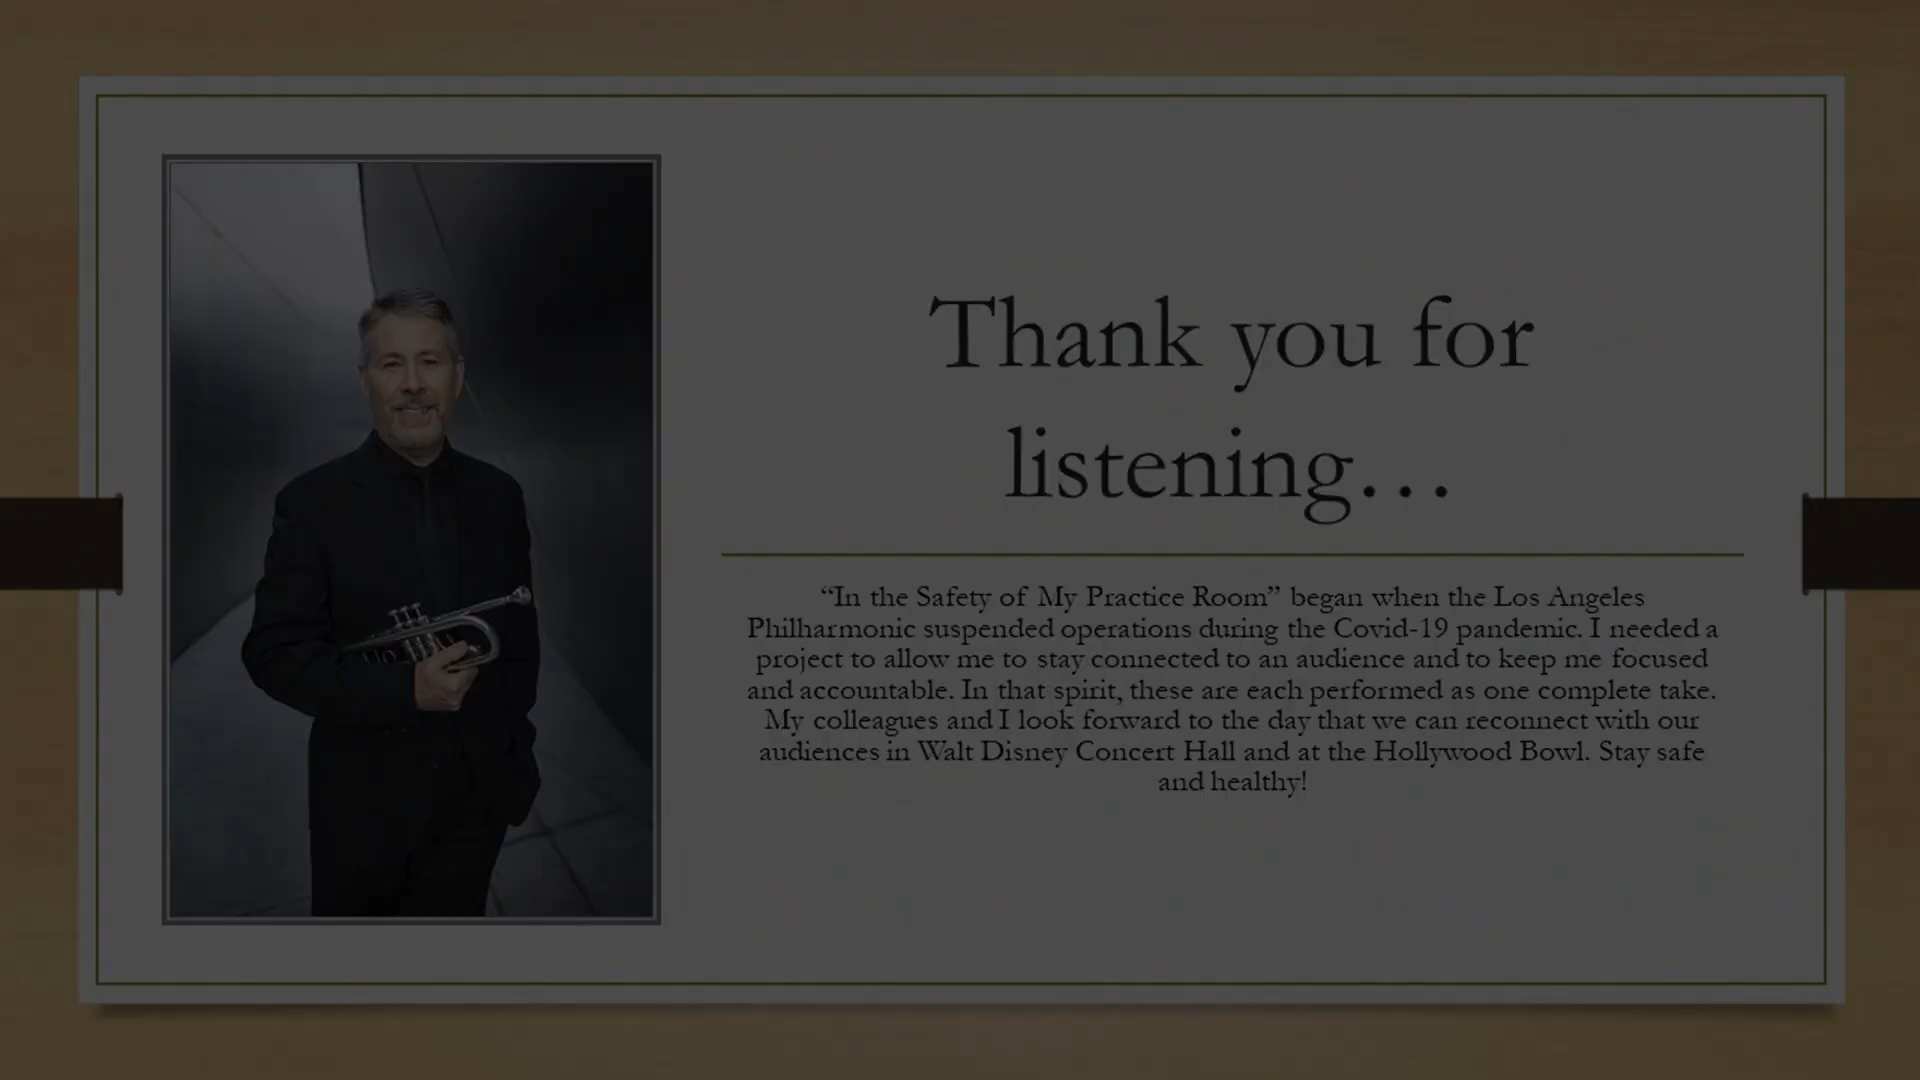 Thank you for
listening…
“In the Safety of My Practice Room” began when the Los Angeles
Philharmonic suspended operations during the Covid-19 pandemic. I needed a
project to allow me to stay connected to an audience and to keep me focused
and accountable. In that spirit, these are each performed as one complete take.
My colleagues and I look forward to the day that we can reconnect with our
audiences in Walt Disney Concert Hall and at the Hollywood Bowl. Stay safe
and healthy!